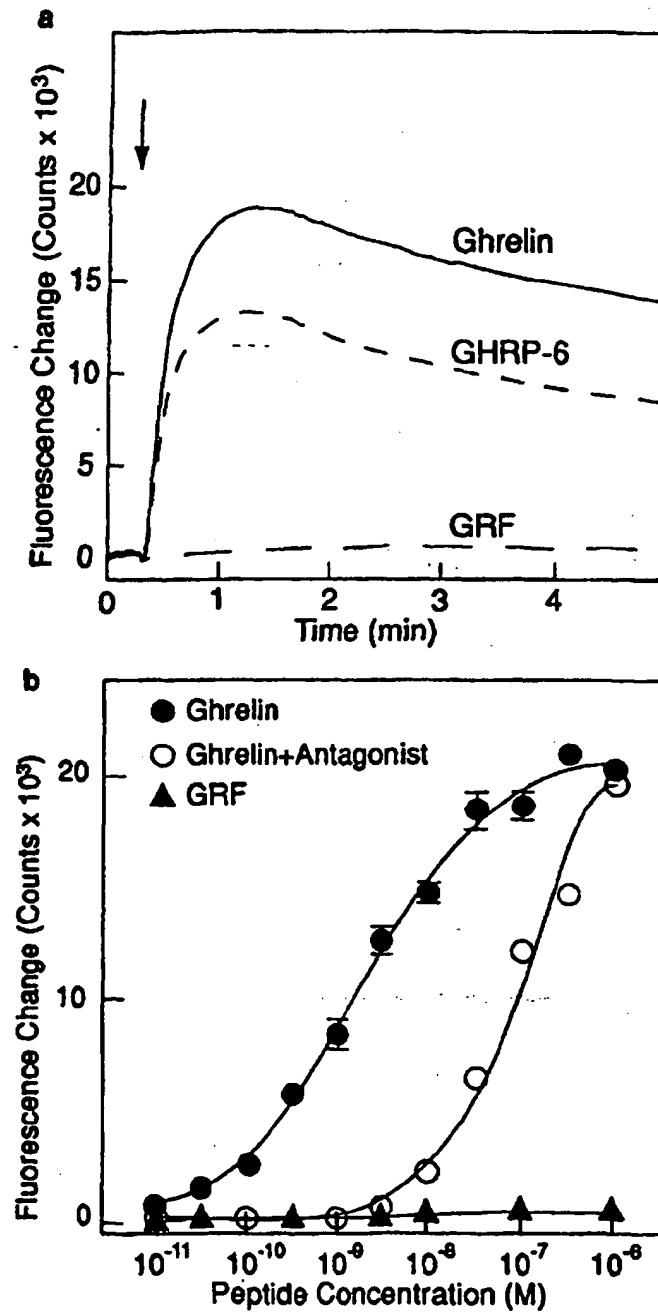 a
Fluorescence Change (Counts x 10³)
20
15
10
5
0
Ghrelin
GHRP-6
GRF
0 1 2 3 4
Time (min)
b
Fluorescence Change (Counts x 10³)
Ghrelin
Ghrelin+Antagonist
GRF
20
10
0
10⁻¹¹ 10⁻¹⁰ 10⁻⁹ 10⁻⁸ 10⁻⁷ 10⁻⁶
Peptide Concentration (M)